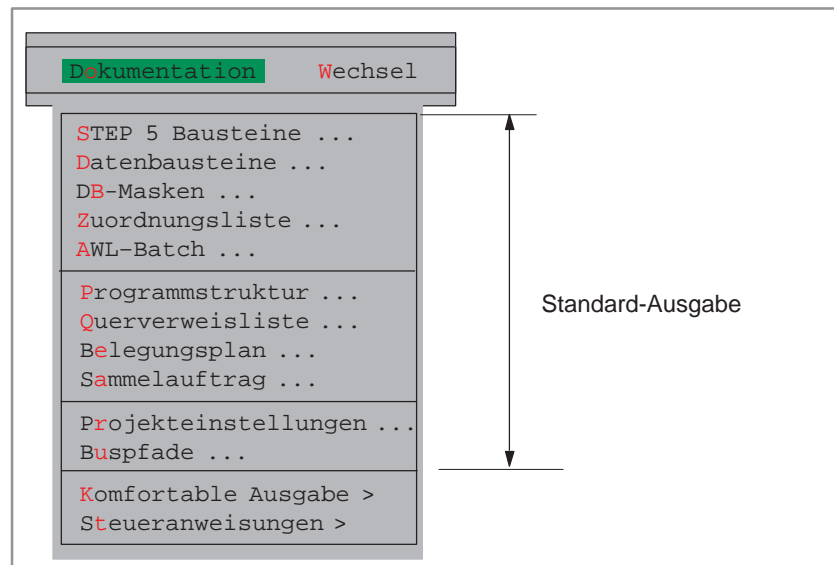 Dokumentation Wechsel
STEP 5 Bausteine ...
Datenbausteine ...
DB-Masken ...
Zuordnungsliste ...
AWL-Batch ...
Programmstruktur ...
Querverweisliste ...
Belegungsplan ...
Sammelauftrag ...
Projekteinstellungen ...
Buspfade ...
Komfortable Ausgabe >
Steueranweisungen >
Standard-Ausgabe